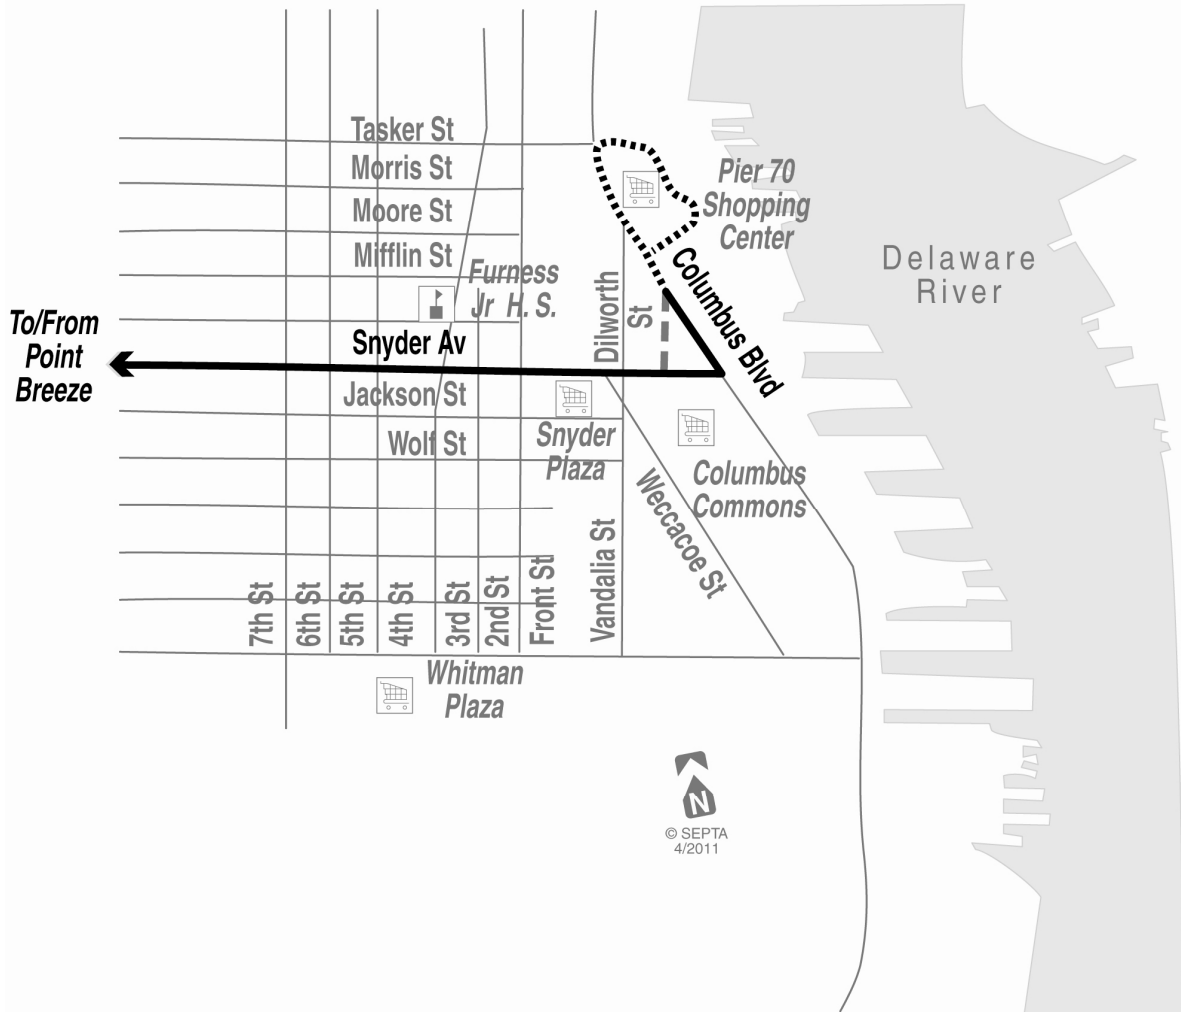 Tasker St
Morris St
Moore St
Mifflin St
Pier 70
Shopping
Center
Furness
Jr H. S.
Delaware
River
Dilworth
St
Columbus Blvd
To/From
Point
Breeze
Snyder Av
Jackson St
Wolf St
Snyder
Plaza
Columbus
Commons
Weccacoe St
7th St
6th St
5th St
4th St
3rd St
2nd St
Front St
Vandalia St
Whitman
Plaza
N
© SEPTA
4/2011